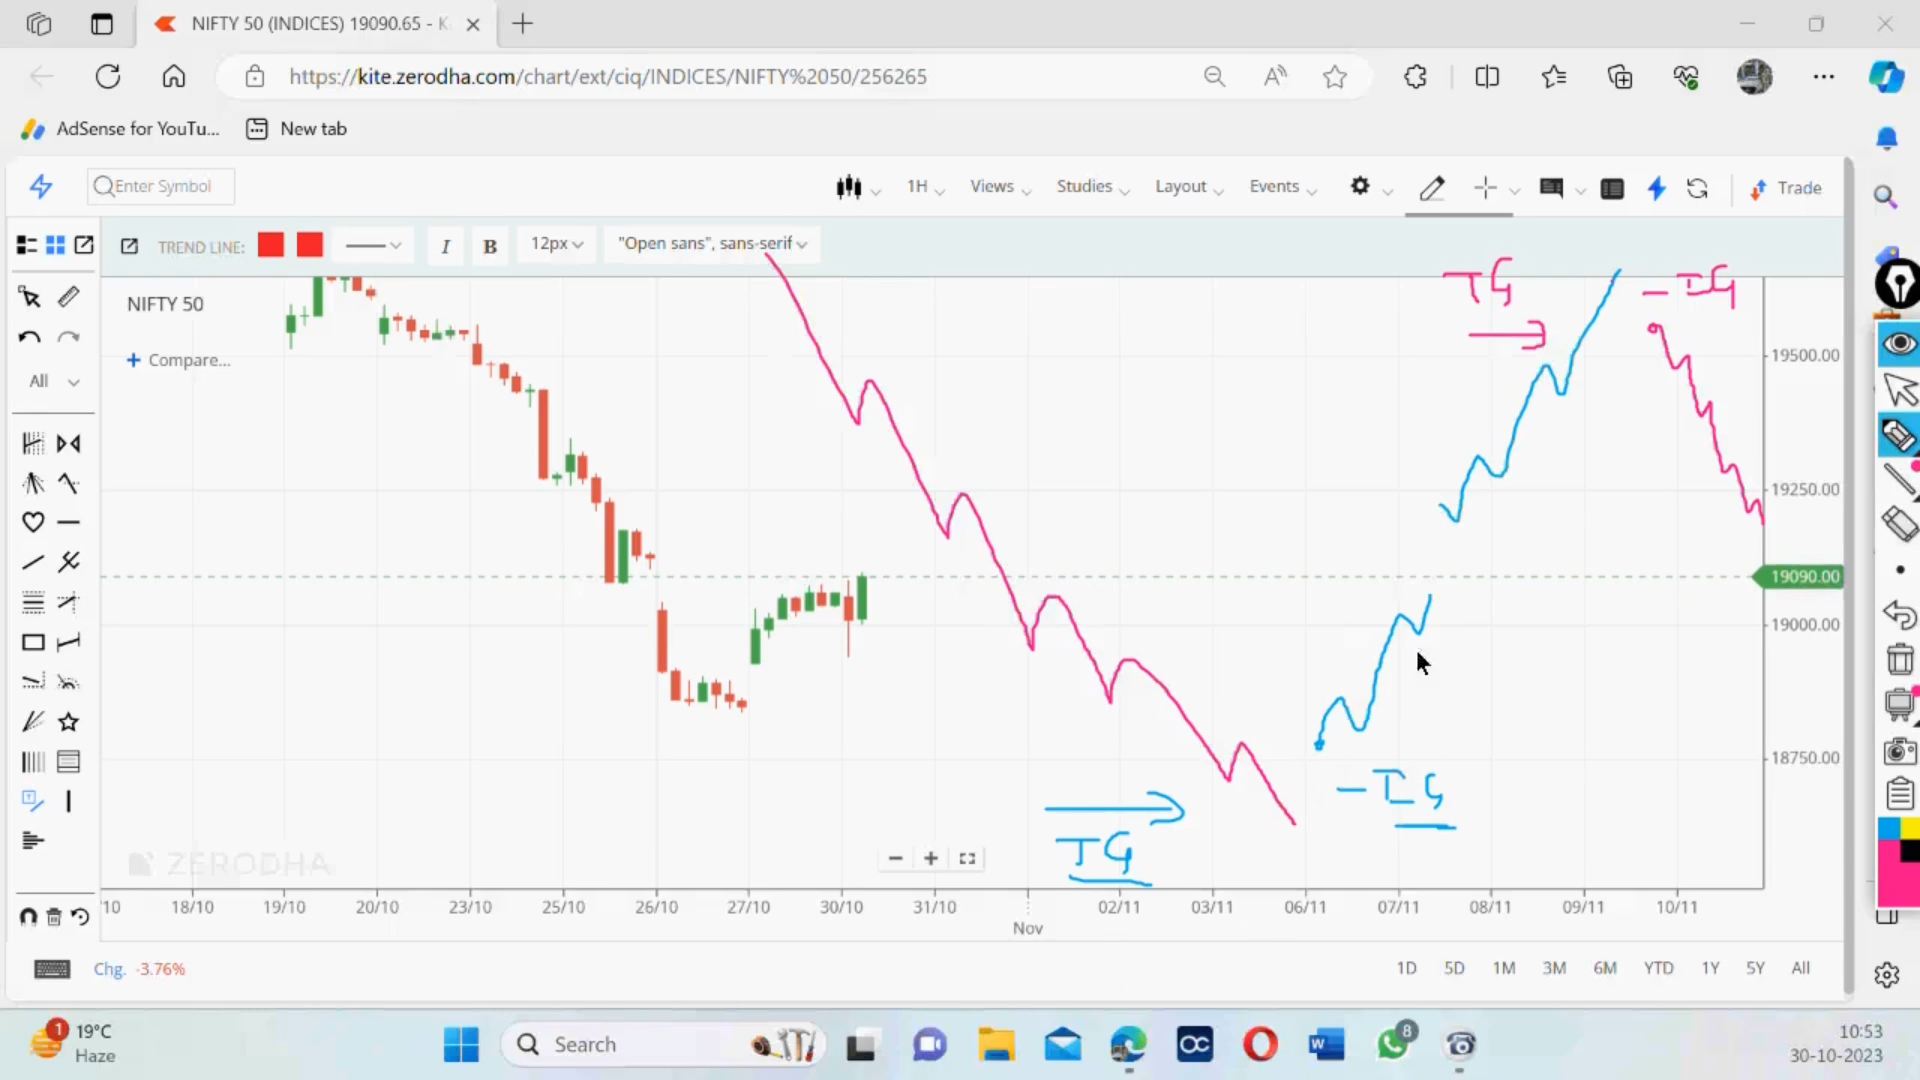 NIFTY 50 (INDICES) 19090.65 - K
https://kite.zerodha.com/chart/ext/ciq/INDICES/NIFTY%2050/256265
AdSense for YouTu...
New tab
Enter Symbol
1H
Views
Studies
Layout
Events
Trade
TREND LINE:
I
B
12px
"Open sans", sans-serif
NIFTY 50
Compare...
All
TG
-IG
19500.00
19250.00
19090.00
19000.00
18750.00
-IG
TG
ZERODHA
10
18/10
19/10
20/10
23/10
25/10
26/10
27/10
30/10
31/10
Nov
02/11
03/11
06/11
07/11
08/11
09/11
10/11
Chg. -3.76%
1D
5D
1M
3M
6M
YTD
1Y
5Y
All
1
19°C
Haze
Search
8
10:53
30-10-2023